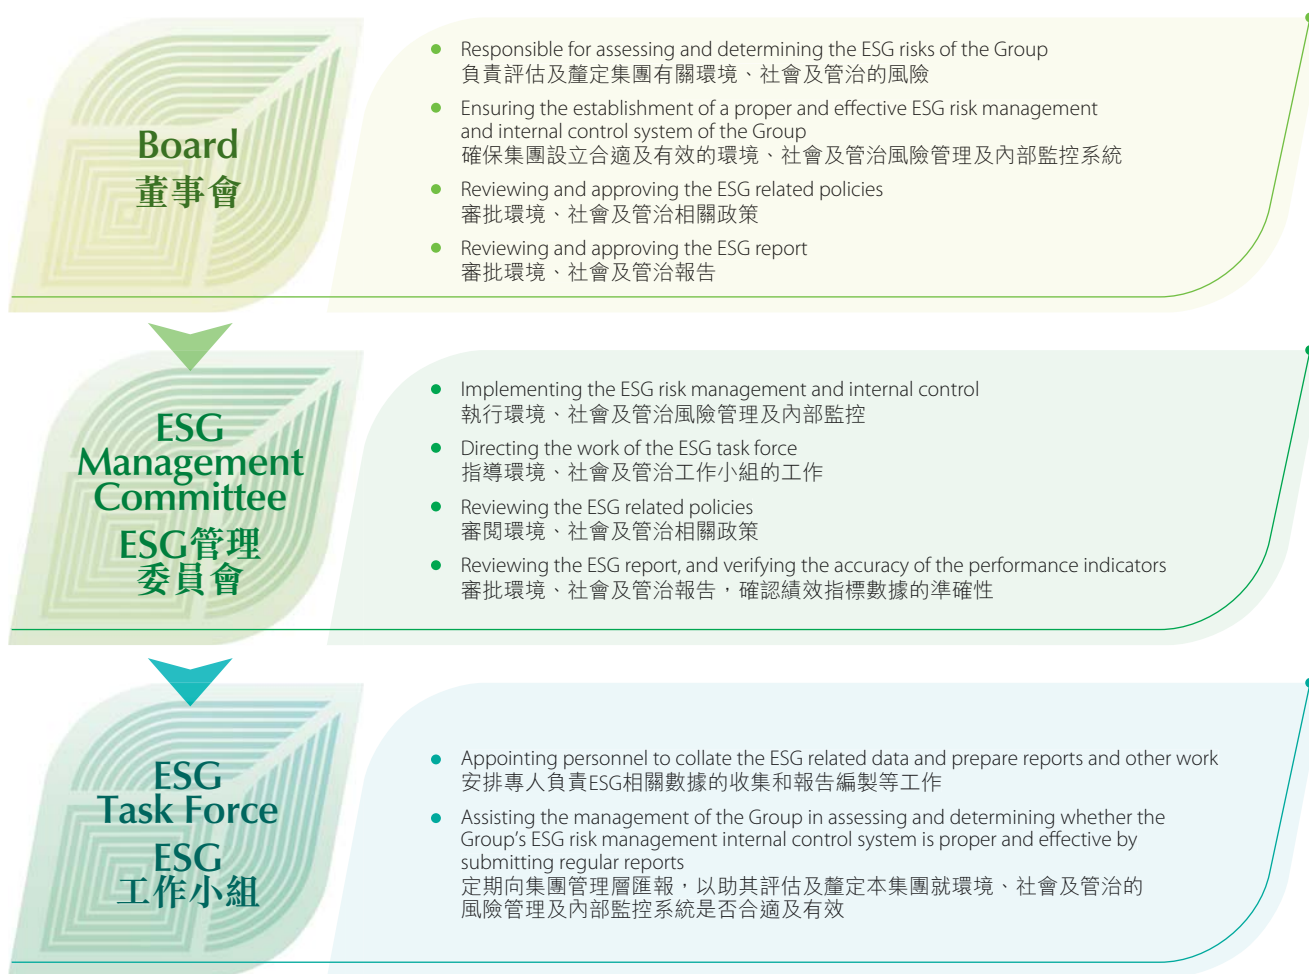 Board
董事會
• Responsible for assessing and determining the ESG risks of the Group
負責評估及釐定集團有關環境、社會及管治的風險
• Ensuring the establishment of a proper and effective ESG risk management
and internal control system of the Group
確保集團設立合適及有效的環境、社會及管治風險管理及內部監控系統
• Reviewing and approving the ESG related policies
審批環境、社會及管治相關政策
• Reviewing and approving the ESG report
審批環境、社會及管治報告
ESG
Management
Committee
ESG管理
委員會
• Implementing the ESG risk management and internal control
執行環境、社會及管治風險管理及內部監控
• Directing the work of the ESG task force
指導環境、社會及管治工作小組的工作
• Reviewing the ESG related policies
審閱環境、社會及管治相關政策
• Reviewing the ESG report, and verifying the accuracy of the performance indicators
審批環境、社會及管治報告，確認績效指標數據的準確性
ESG
Task Force
ESG
工作小組
• Appointing personnel to collate the ESG related data and prepare reports and other work
安排專人負責ESG相關數據的收集和報告編製等工作
• Assisting the management of the Group in assessing and determining whether the
Group's ESG risk management internal control system is proper and effective by
submitting regular reports
定期向集團管理層匯報，以助其評估及釐定本集團就環境、社會及管治的
風險管理及內部監控系統是否合適及有效